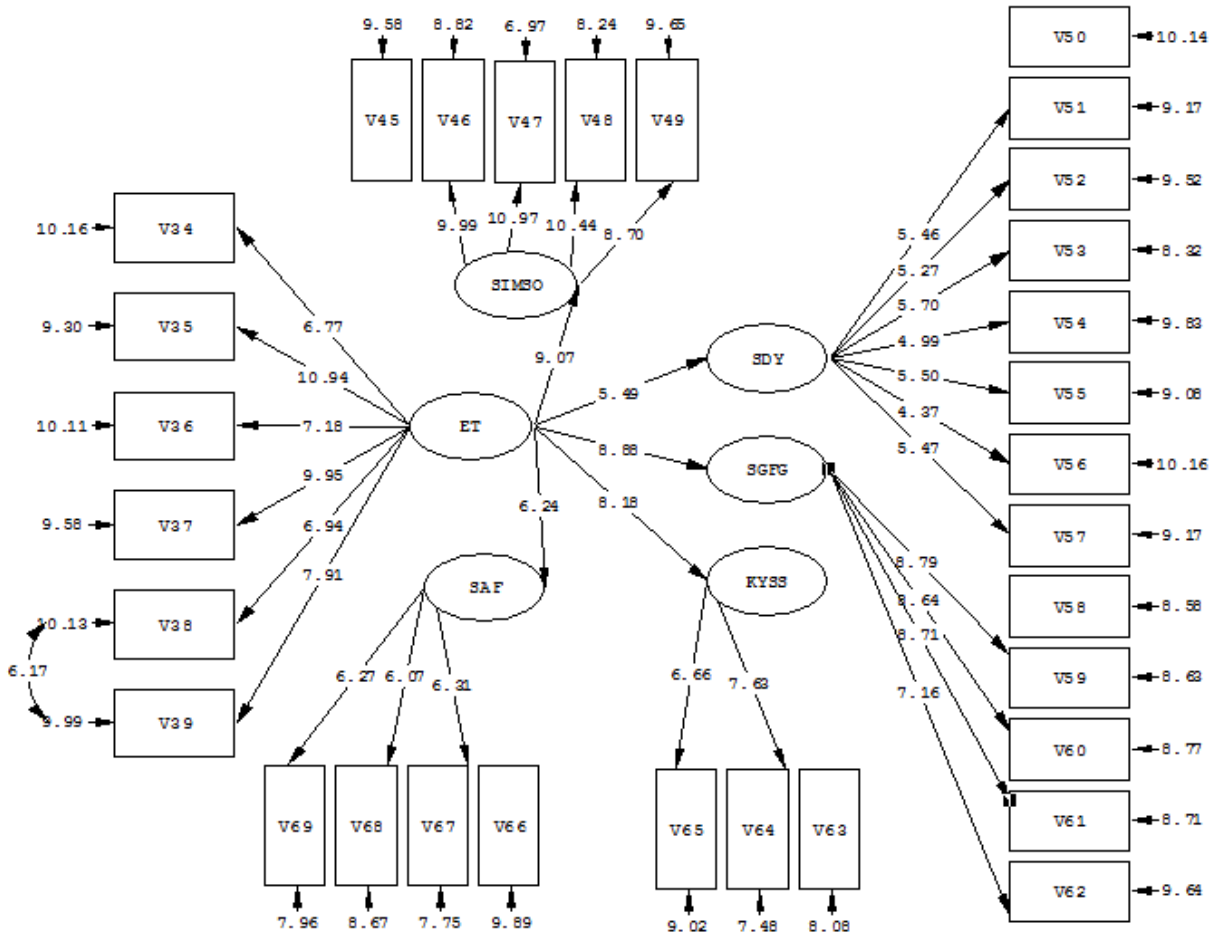 9.58 8.82 6.97 8.24 9.65
V45 V46 V47 V48 V49
9.99 10.97 10.44 8.70
SIMSO
10.16 V34
9.30 V35
10.11 V36
9.58 V37
10.13 V38
9.99 V39
6.17
6.77
10.94
7.18
9.95
6.94
7.91
ET
9.07
5.49
8.88
8.18
6.24
SDY
SGFG
KYSS
SAF
5.46
5.27
5.70
4.99
5.50
4.37
5.47
8.79
8.64
8.71
7.16
V50 10.14
V51 9.17
V52 9.52
V53 8.32
V54 9.83
V55 9.08
V56 10.16
V57 9.17
V58 8.58
V59 8.63
V60 8.77
V61 8.71
V62 9.64
6.27 6.07 6.31
V69 V68 V67 V66
7.96 8.67 7.75 9.89
6.66 7.63
V65 V64 V63
9.02 7.48 8.08